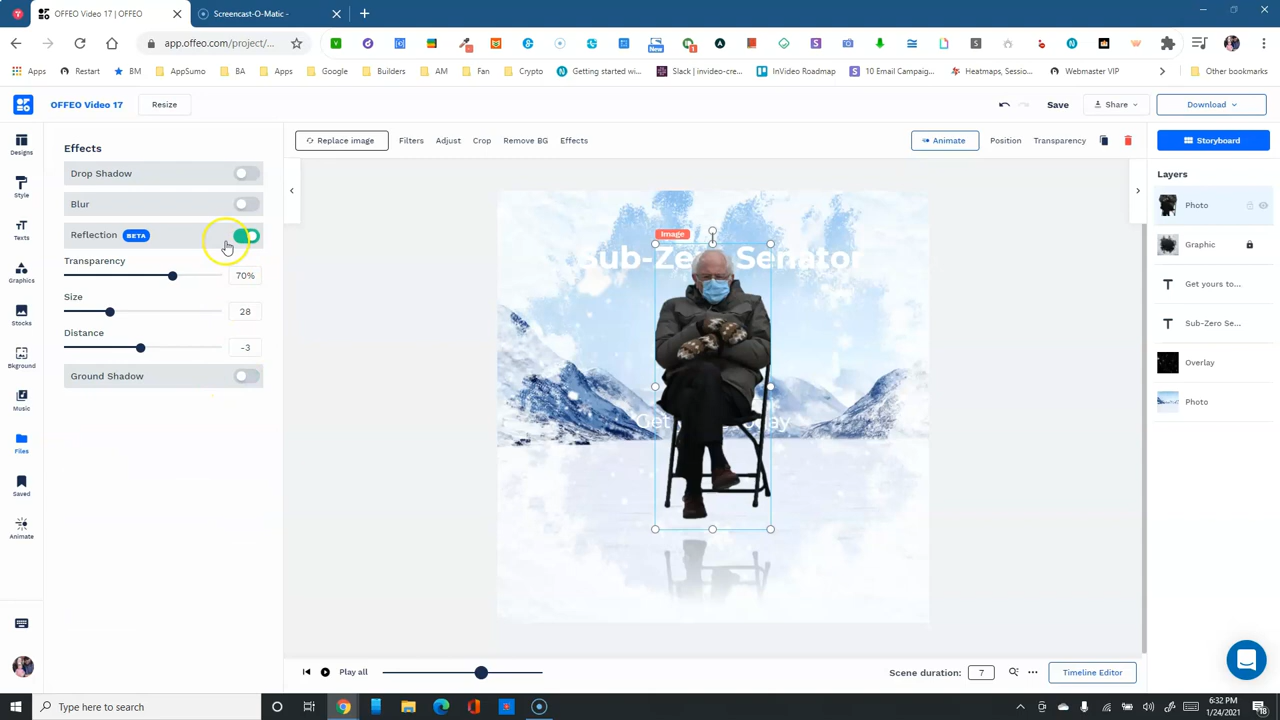 OFFEO Video 17 | OFFEO
Screencast-O-Matic -
app.offeo.com/project/...
New
Apps
Restart
BM
AppSumo
BA
Apps
Google
Builders
AM
Fan
Crypto
Getting started wi...
Slack | invideo-cre...
InVideo Roadmap
10 Email Campaig...
Heatmaps, Sessio...
Webmaster VIP
Other bookmarks
OFFEO Video 17
Resize
Save
Share
Download
Designs
Style
Texts
Graphics
Stocks
Bkground
Music
Files
Saved
Animate
Effects
Drop Shadow
Blur
Reflection BETA
Transparency
70%
Size
28
Distance
-3
Ground Shadow
Replace image
Filters
Adjust
Crop
Remove BG
Effects
Animate
Position
Transparency
Storyboard
Layers
Photo
Graphic
Get yours to...
Sub-Zero Se...
Overlay
Photo
Image
Sub-Zero Senator
Get
Play all
Scene duration: 7
Timeline Editor
Type here to search
6:32 PM
1/24/2021
18